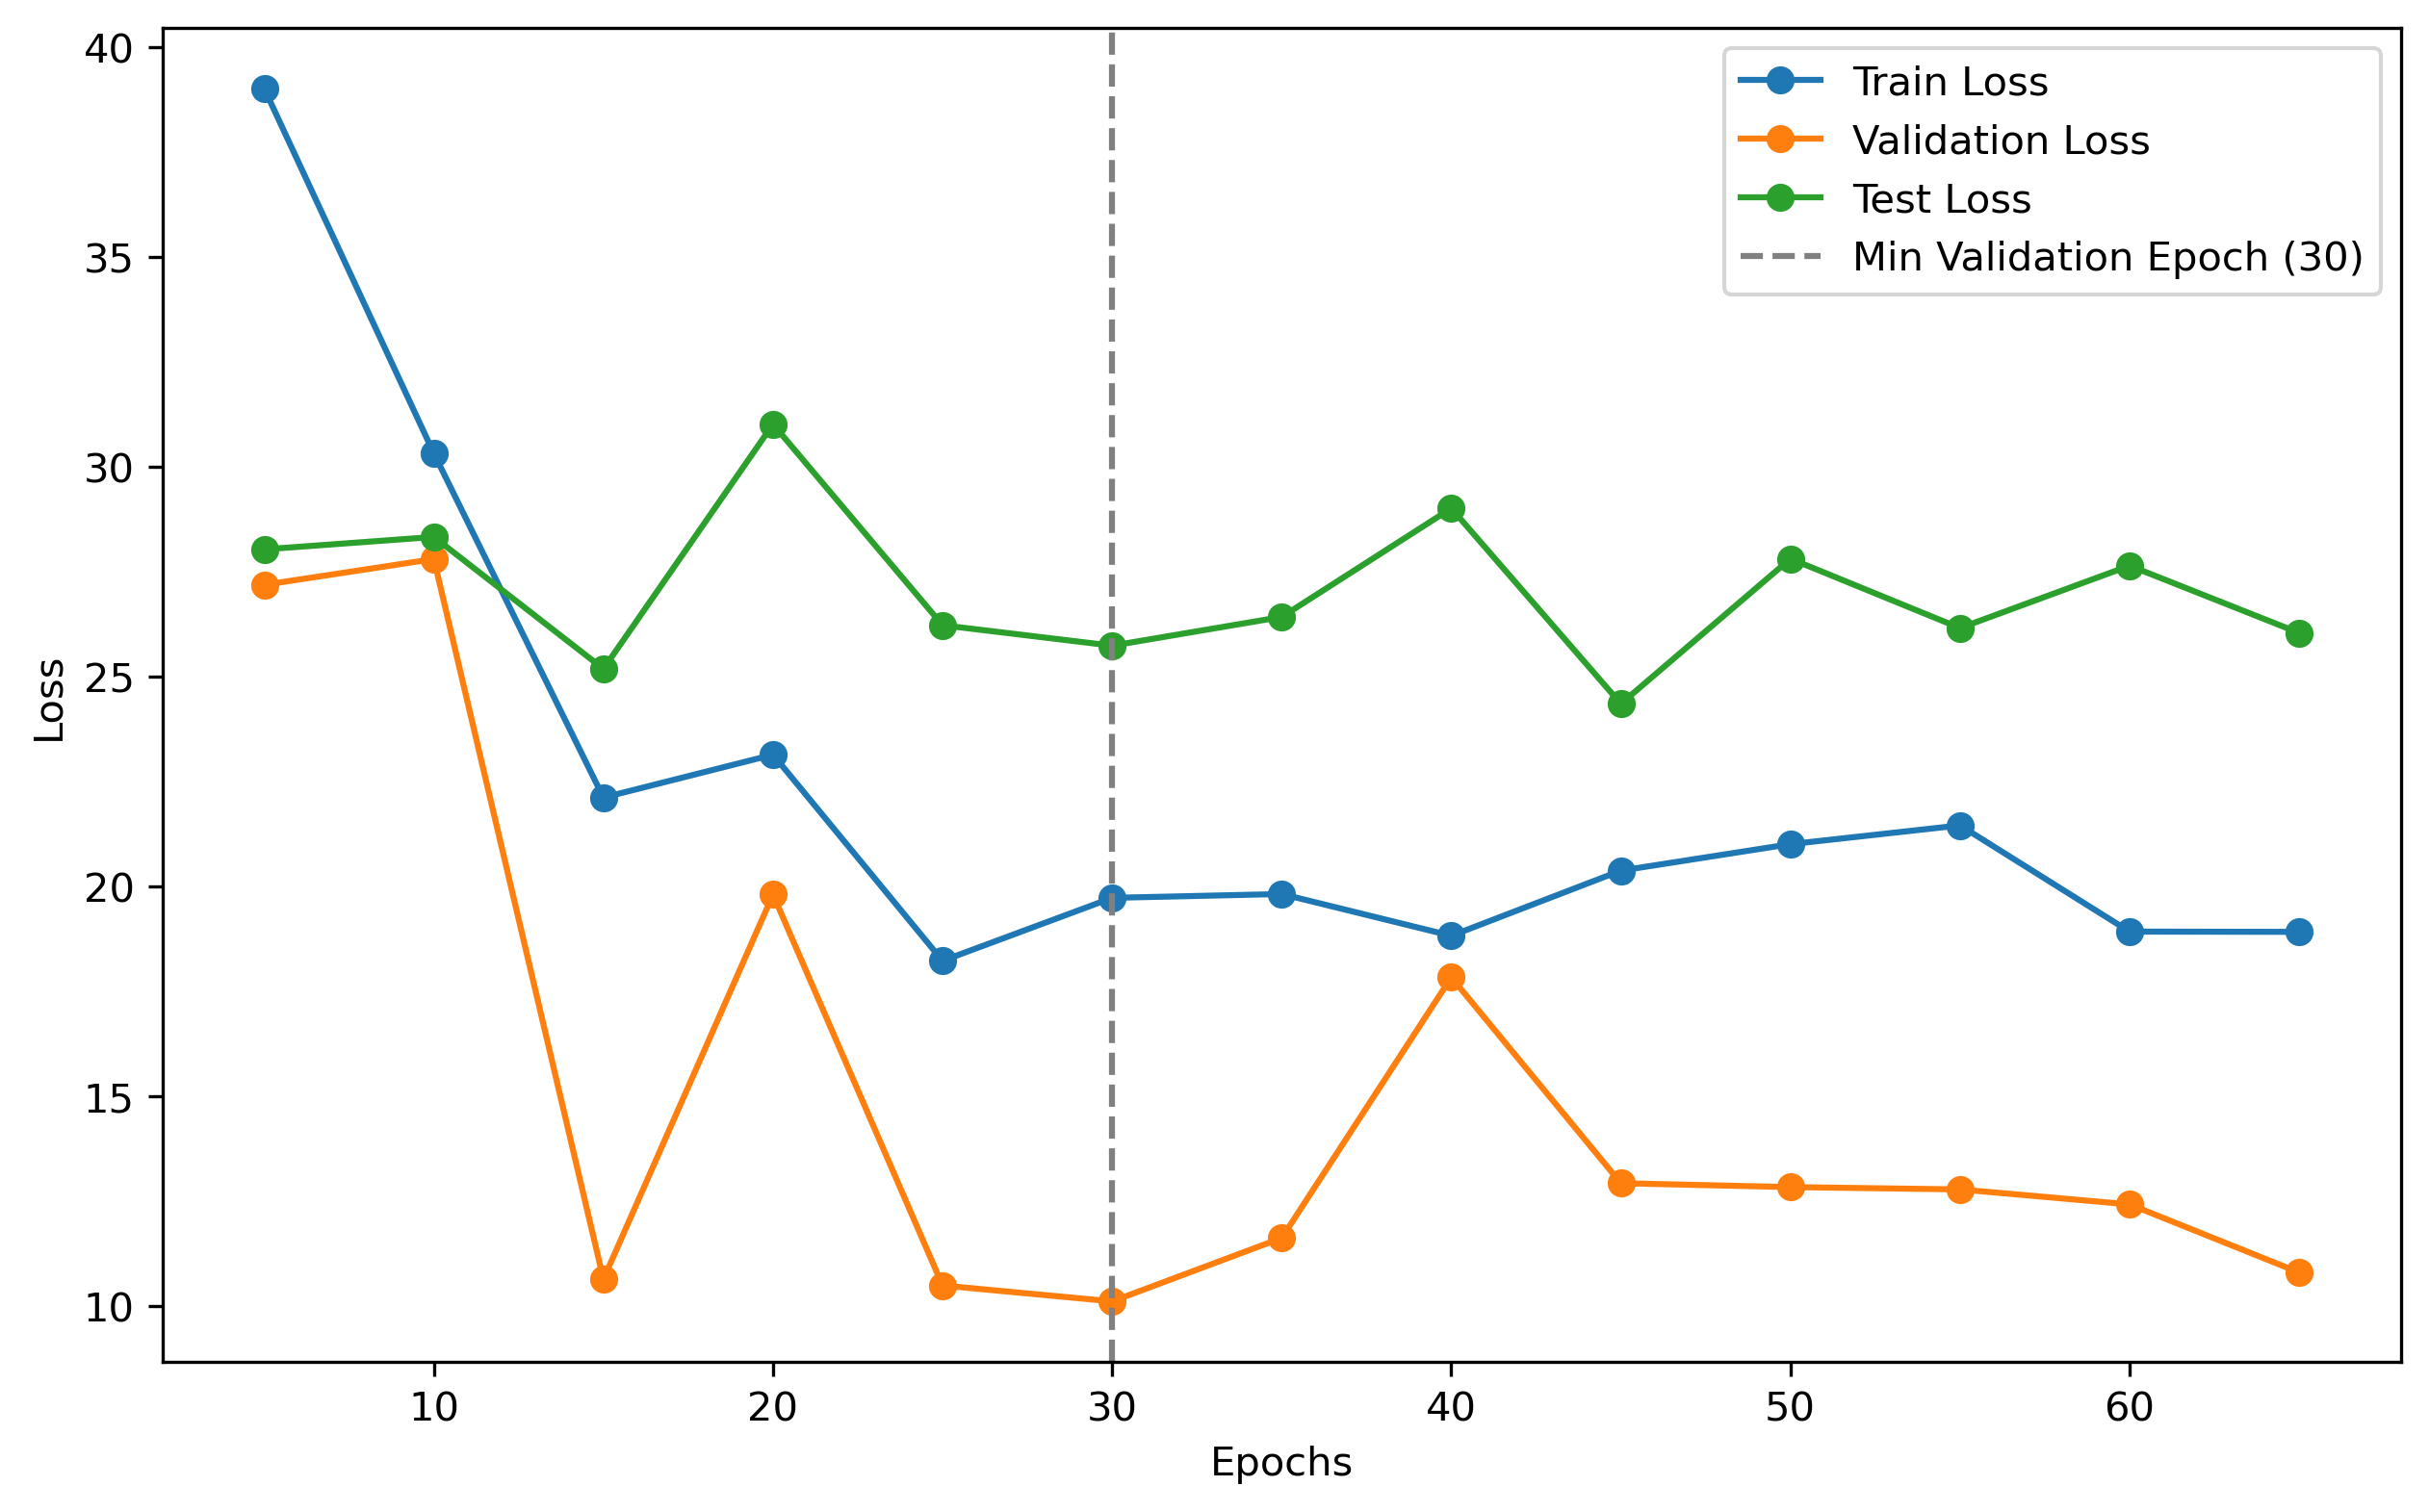 40
35
30
25
20
15
10
Loss
Train Loss
Validation Loss
Test Loss
Min Validation Epoch (30)
10 20 30 40 50 60
Epochs